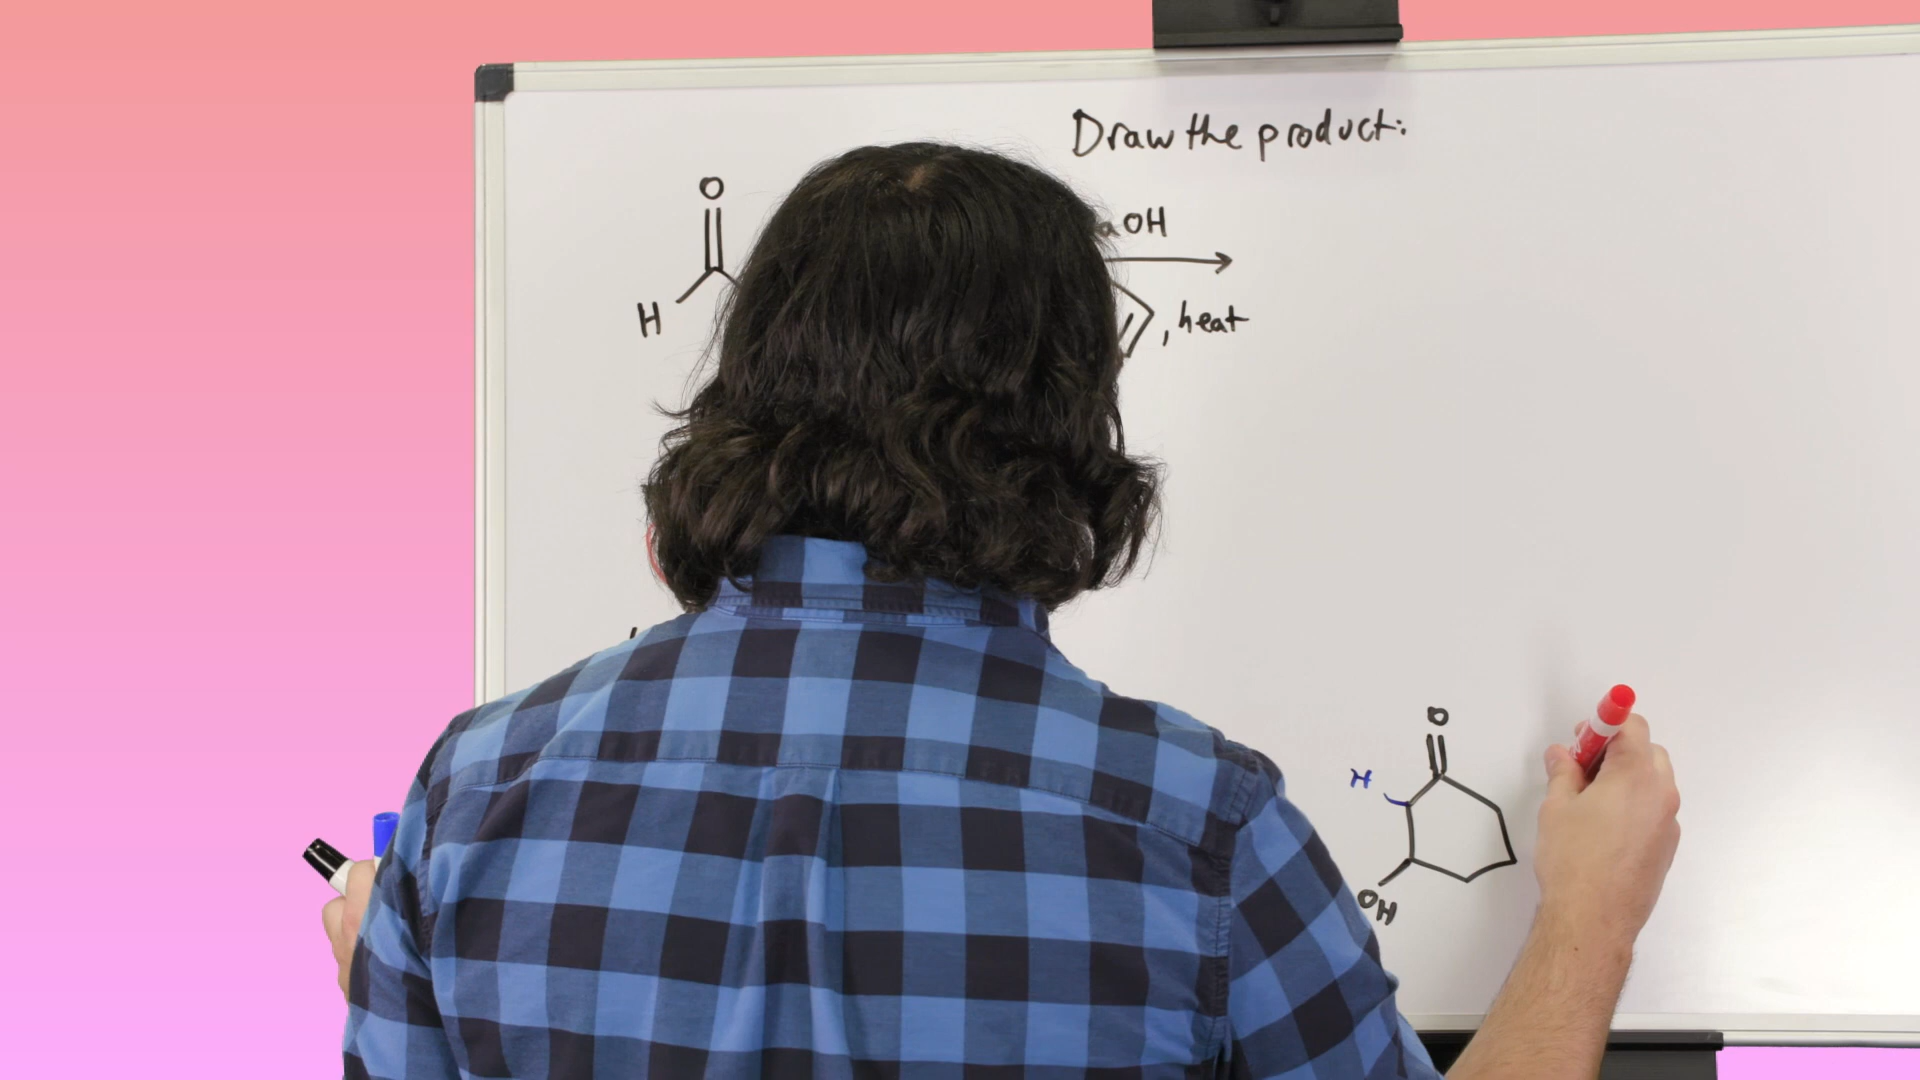 Draw the product:
O
aOH
H
, heat
O
H
OH